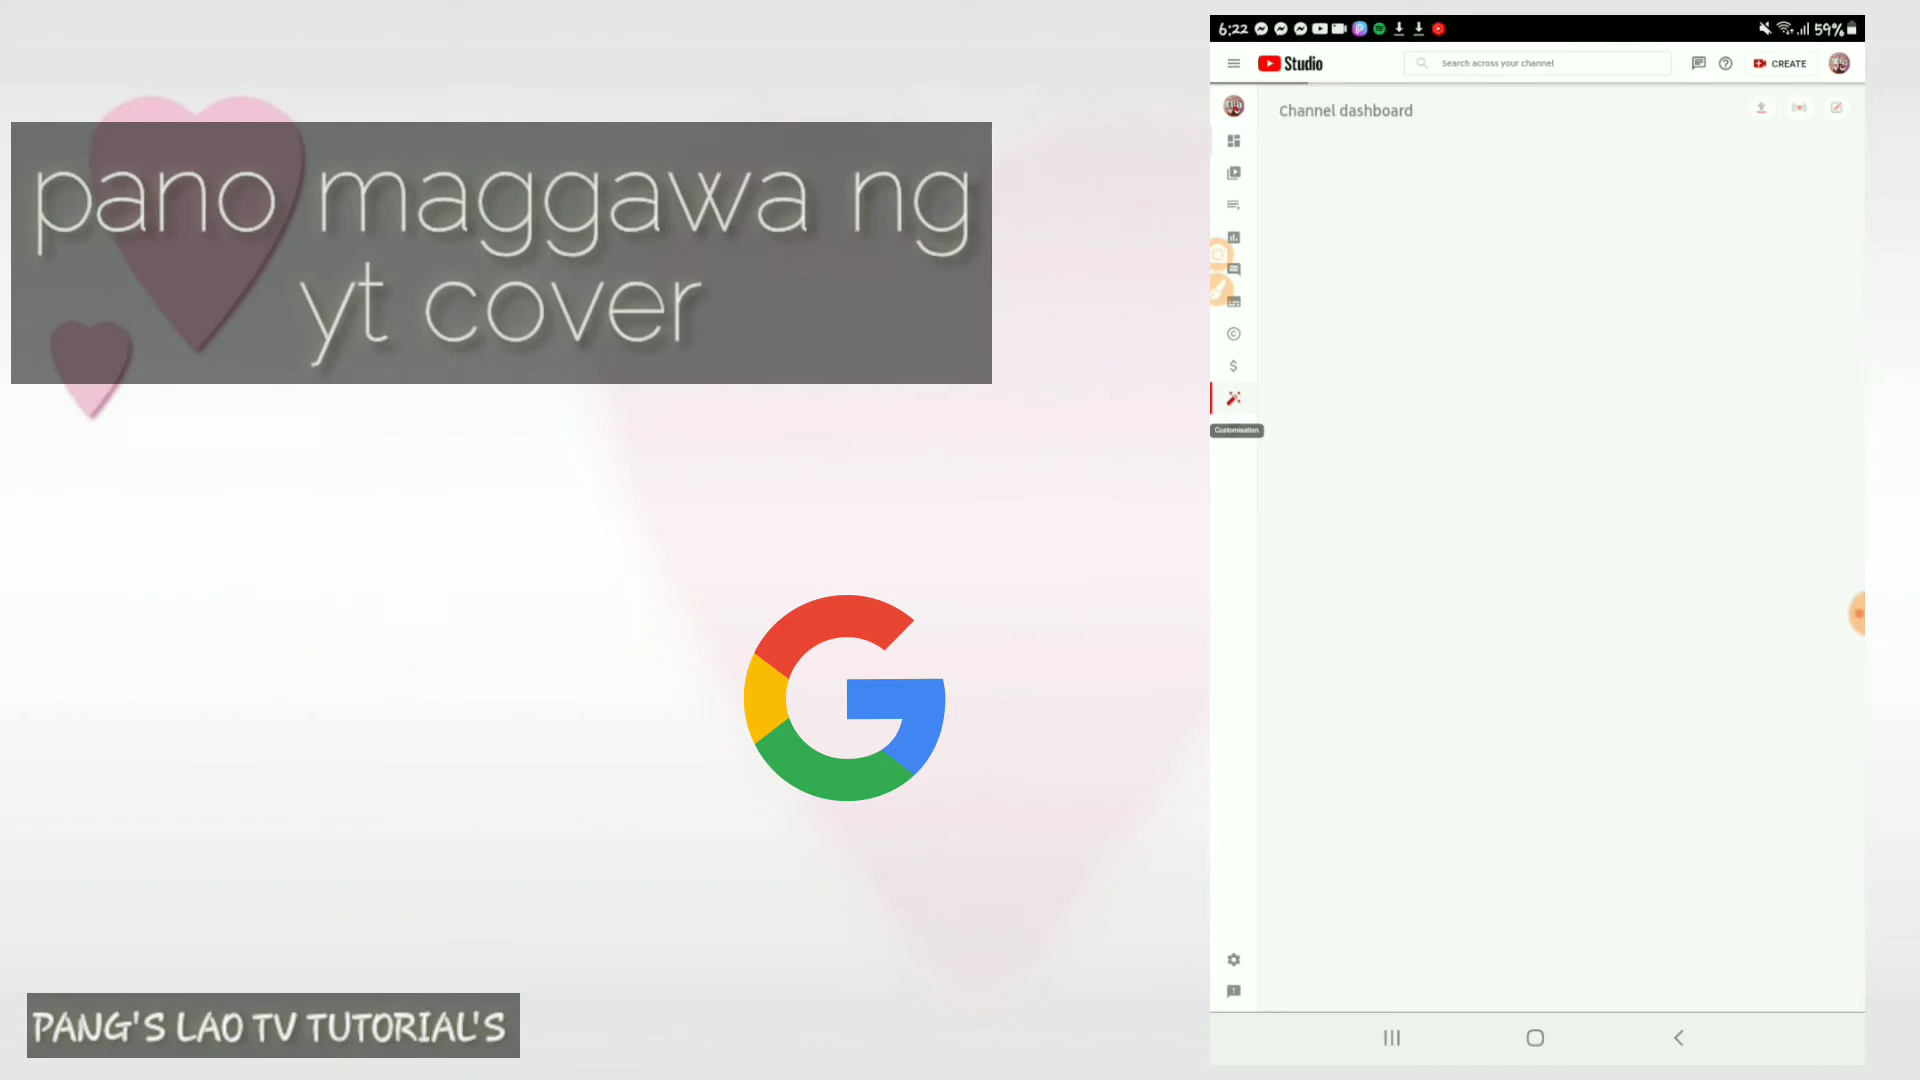 pano maggawa ng
yt cover
6:22
59%
Studio
Search across your channel
CREATE
Channel dashboard
Customisation
PANG'S LAO TV TUTORIAL'S